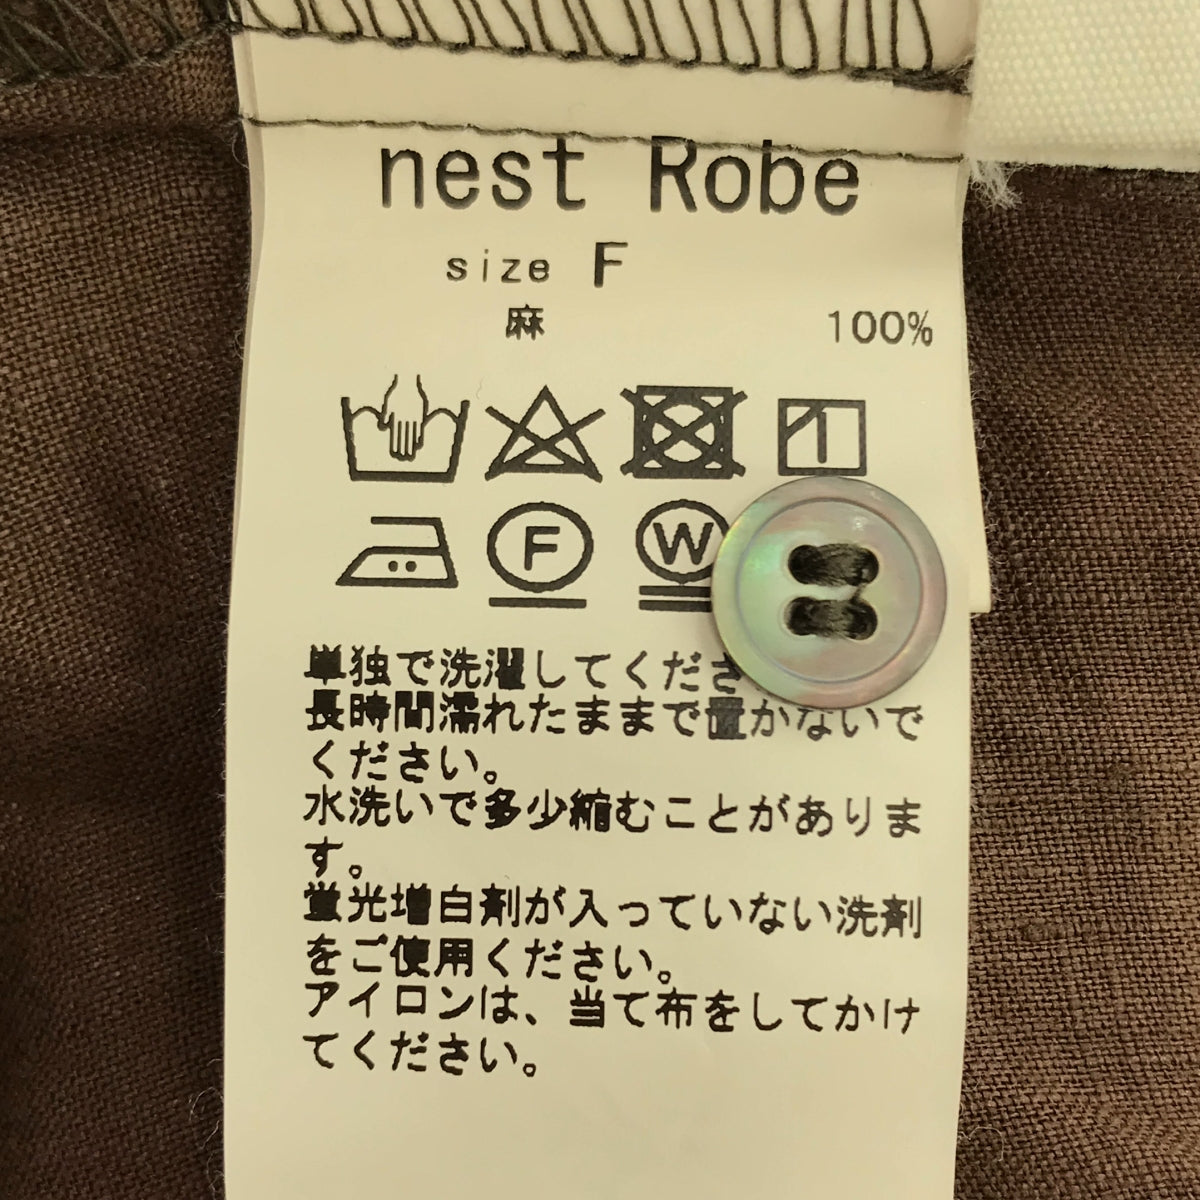 nest Robe
size F
麻 100%
F W
単独で洗濯してくださ
長時間濡れたままで置かないで
ください。
水洗いで多少縮むことがありま
す。
蛍光増白剤が入っていない洗剤
をご使用ください。
アイロンは、当て布をしてかけ
てください。